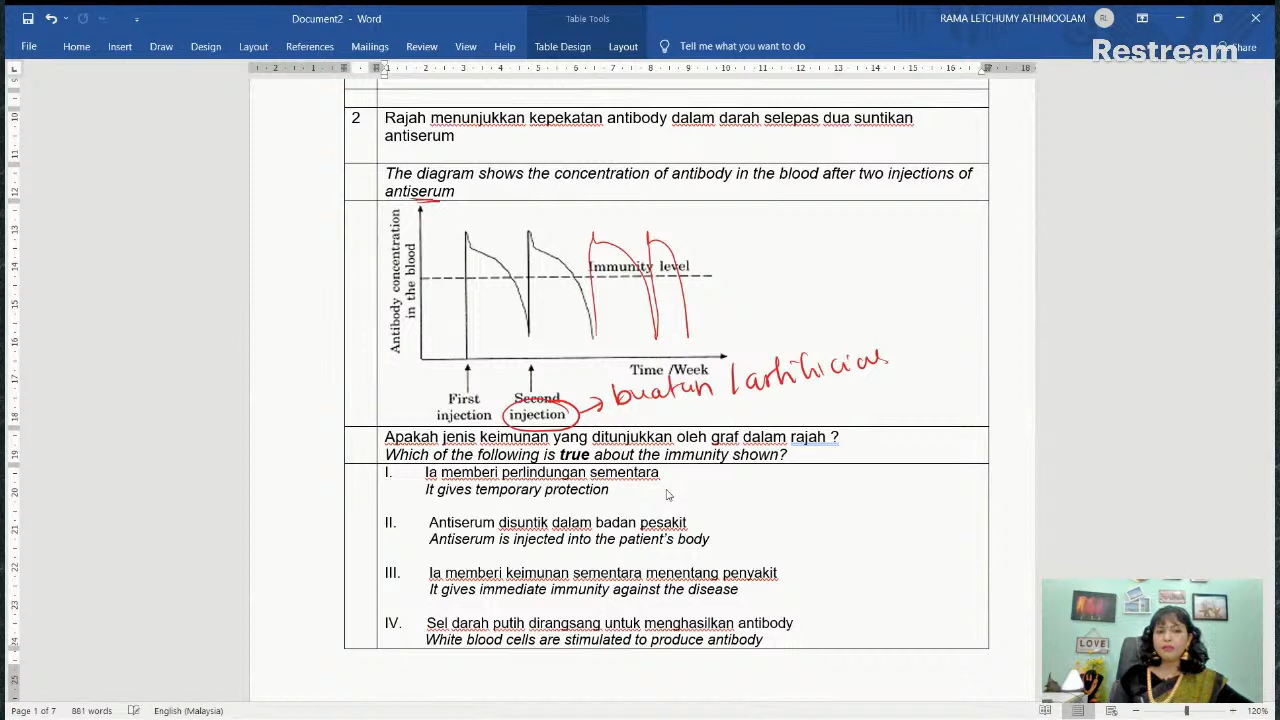 Document2 - Word
Table Tools
RAMA LETCHUMY ATHIMOOLAM
RL
File
Home
Insert
Draw
Design
Layout
References
Mailings
Review
View
Help
Table Design
Layout
Tell me what you want to do
Share
Restream
2
Rajah menunjukkan kepekatan antibody dalam darah selepas dua suntikan
antiserum
The diagram shows the concentration of antibody in the blood after two injections of
antiserum
Antibody concentration
in the blood
Immunity level
Time /Week
First
injection
Second
injection
buatan / artificial
Apakah jenis keimunan yang ditunjukkan oleh graf dalam rajah ?
Which of the following is true about the immunity shown?
I. Ia memberi perlindungan sementara
It gives temporary protection
II. Antiserum disuntik dalam badan pesakit
Antiserum is injected into the patient's body
III. Ia memberi keimunan sementara menentang penyakit
It gives immediate immunity against the disease
IV. Sel darah putih dirangsang untuk menghasilkan antibody
White blood cells are stimulated to produce antibody
LOVE
Page 1 of 7
881 words
English (Malaysia)
120%